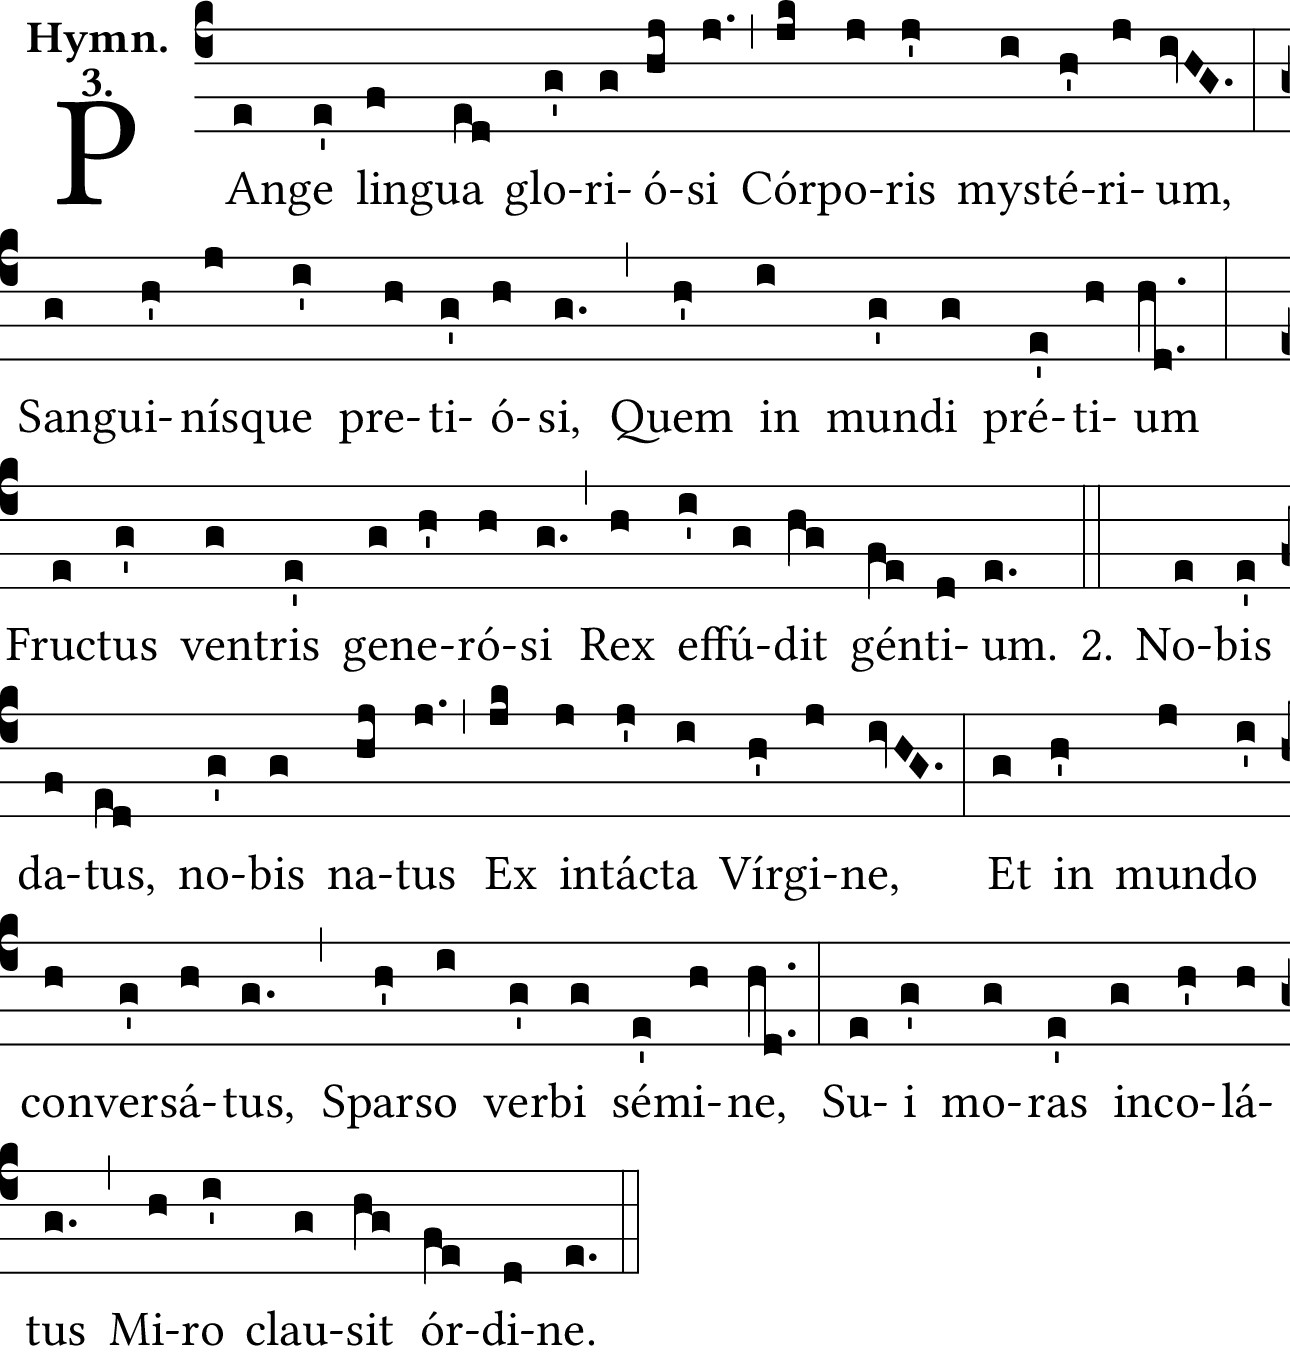 Hymn.
3.
PAnge lingua glo-ri- ó-si Córpo-ris mysté-ri- um,
Sangui-nísque pre-ti- ó-si, Quem in mundi pré-ti- um
Fructus ventris gene-ró-si Rex effú-dit génti- um. 2. No-bis
da-tus, no-bis na-tus Ex intácta Vírgi-ne, Et in mundo
conversá-tus, Sparso verbi sémi-ne, Su- i mo-ras inco-lá-
tus Mi-ro clau-sit ór-di-ne.